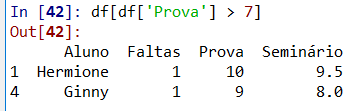 In [42]: df[df['Prova'] > 7]
Out[42]:
Aluno Faltas Prova Seminário
1 Hermione 1 10 9.5
4 Ginny 1 9 8.0